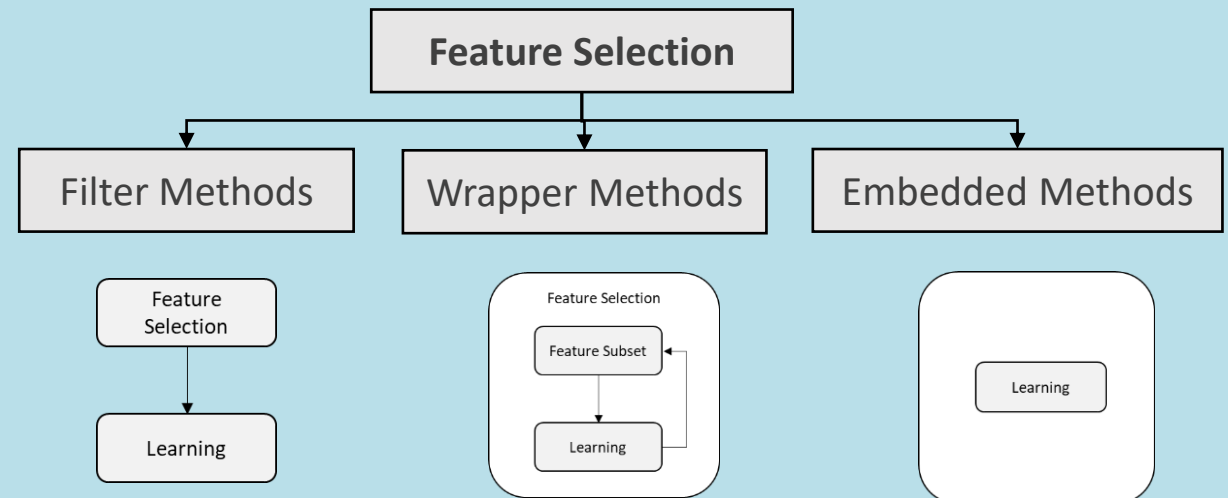 Feature Selection
Filter Methods
Wrapper Methods
Embedded Methods
Feature
Selection
Learning
Feature Selection
Feature Subset
Learning
Learning